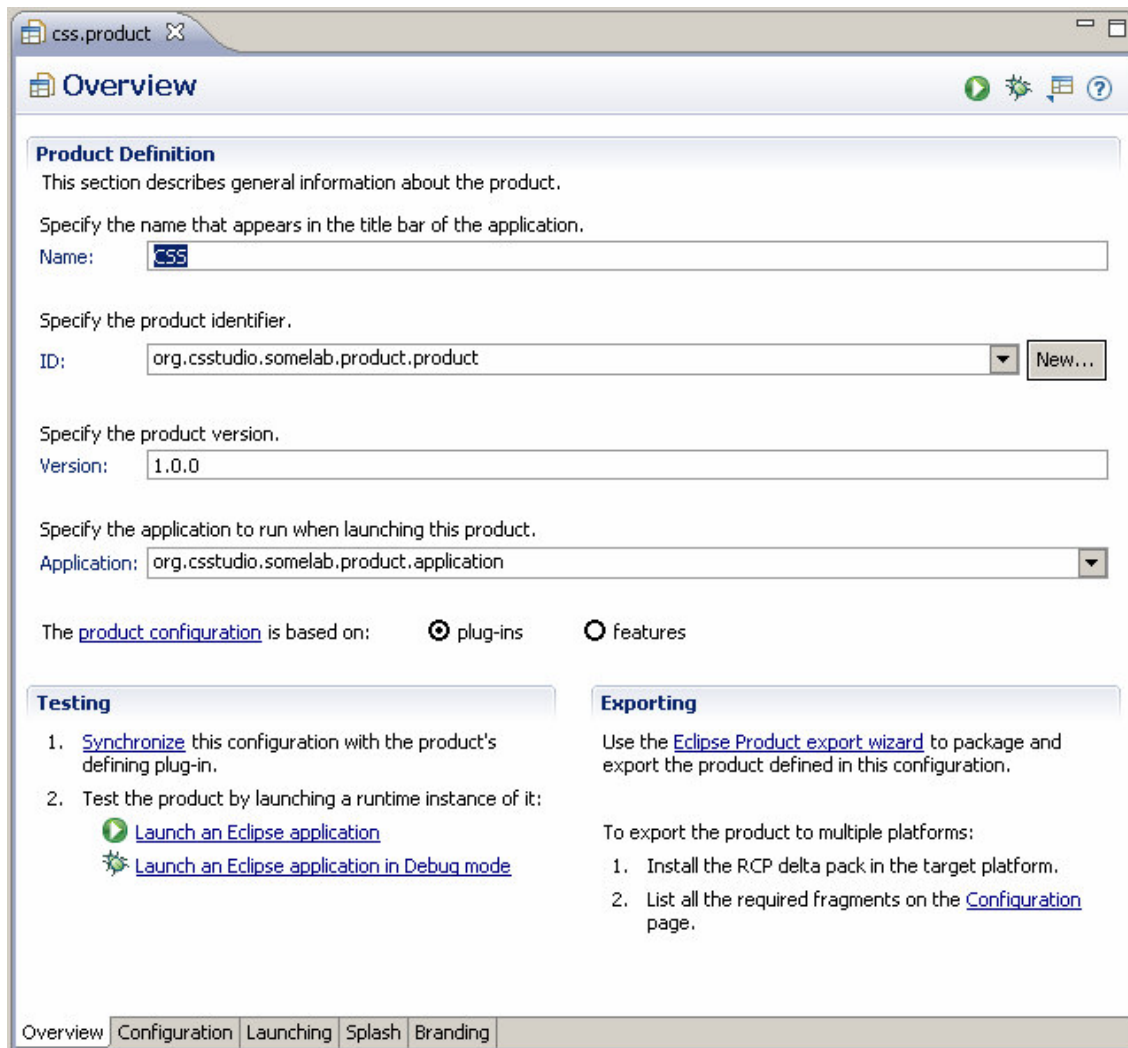 css.product
Overview
Product Definition
This section describes general information about the product.
Specify the name that appears in the title bar of the application.
Name: CSS
Specify the product identifier.
ID: org.csstudio.somelab.product.product New...
Specify the product version.
Version: 1.0.0
Specify the application to run when launching this product.
Application: org.csstudio.somelab.product.application
The product configuration is based on: plug-ins features
Testing
1. Synchronize this configuration with the product's
defining plug-in.
2. Test the product by launching a runtime instance of it:
Launch an Eclipse application
Launch an Eclipse application in Debug mode
Exporting
Use the Eclipse Product export wizard to package and
export the product defined in this configuration.
To export the product to multiple platforms:
1. Install the RCP delta pack in the target platform.
2. List all the required fragments on the Configuration
page.
Overview Configuration Launching Splash Branding